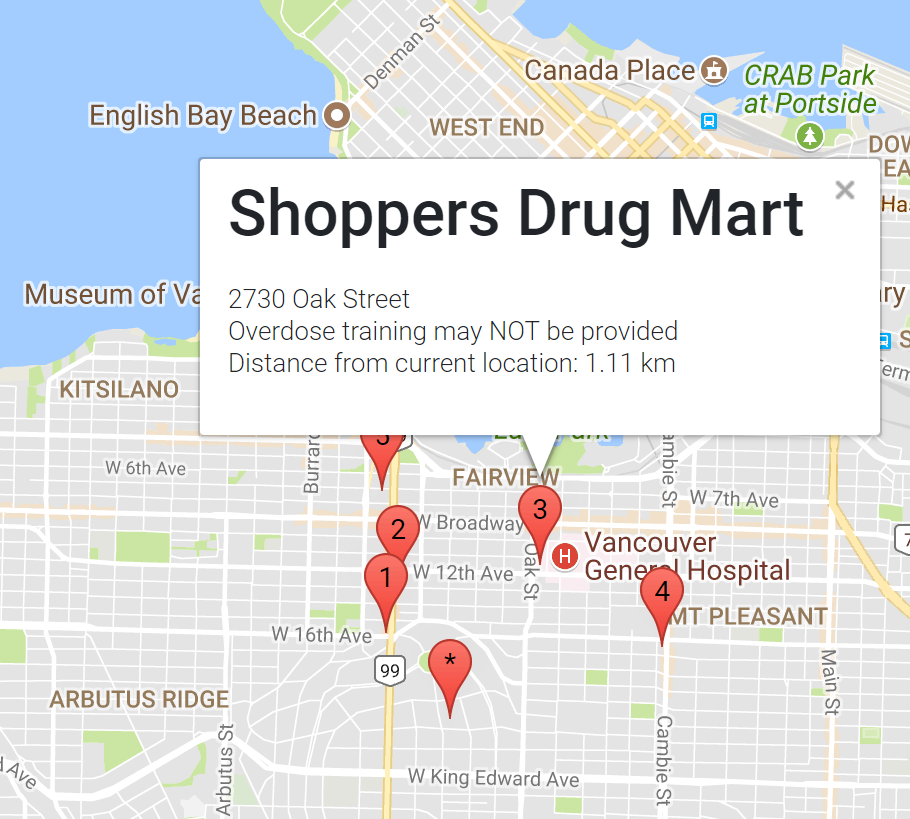 Denman St
Canada Place
CRAB Park
at Portside
English Bay Beach
WEST END
Shoppers Drug Mart
×
2730 Oak Street
Overdose training may NOT be provided
Distance from current location: 1.11 km
Museum of
KITSILANO
5
W 6th Ave
FAIRVIEW
W 7th Ave
3
2
W Broadway
H
Vancouver
General Hospital
Oak St
1
W 12th Ave
4
MT PLEASANT
W 16th Ave
*
99
ARBUTUS RIDGE
Main St
Arbutus St
Cambie St
W King Edward Ave